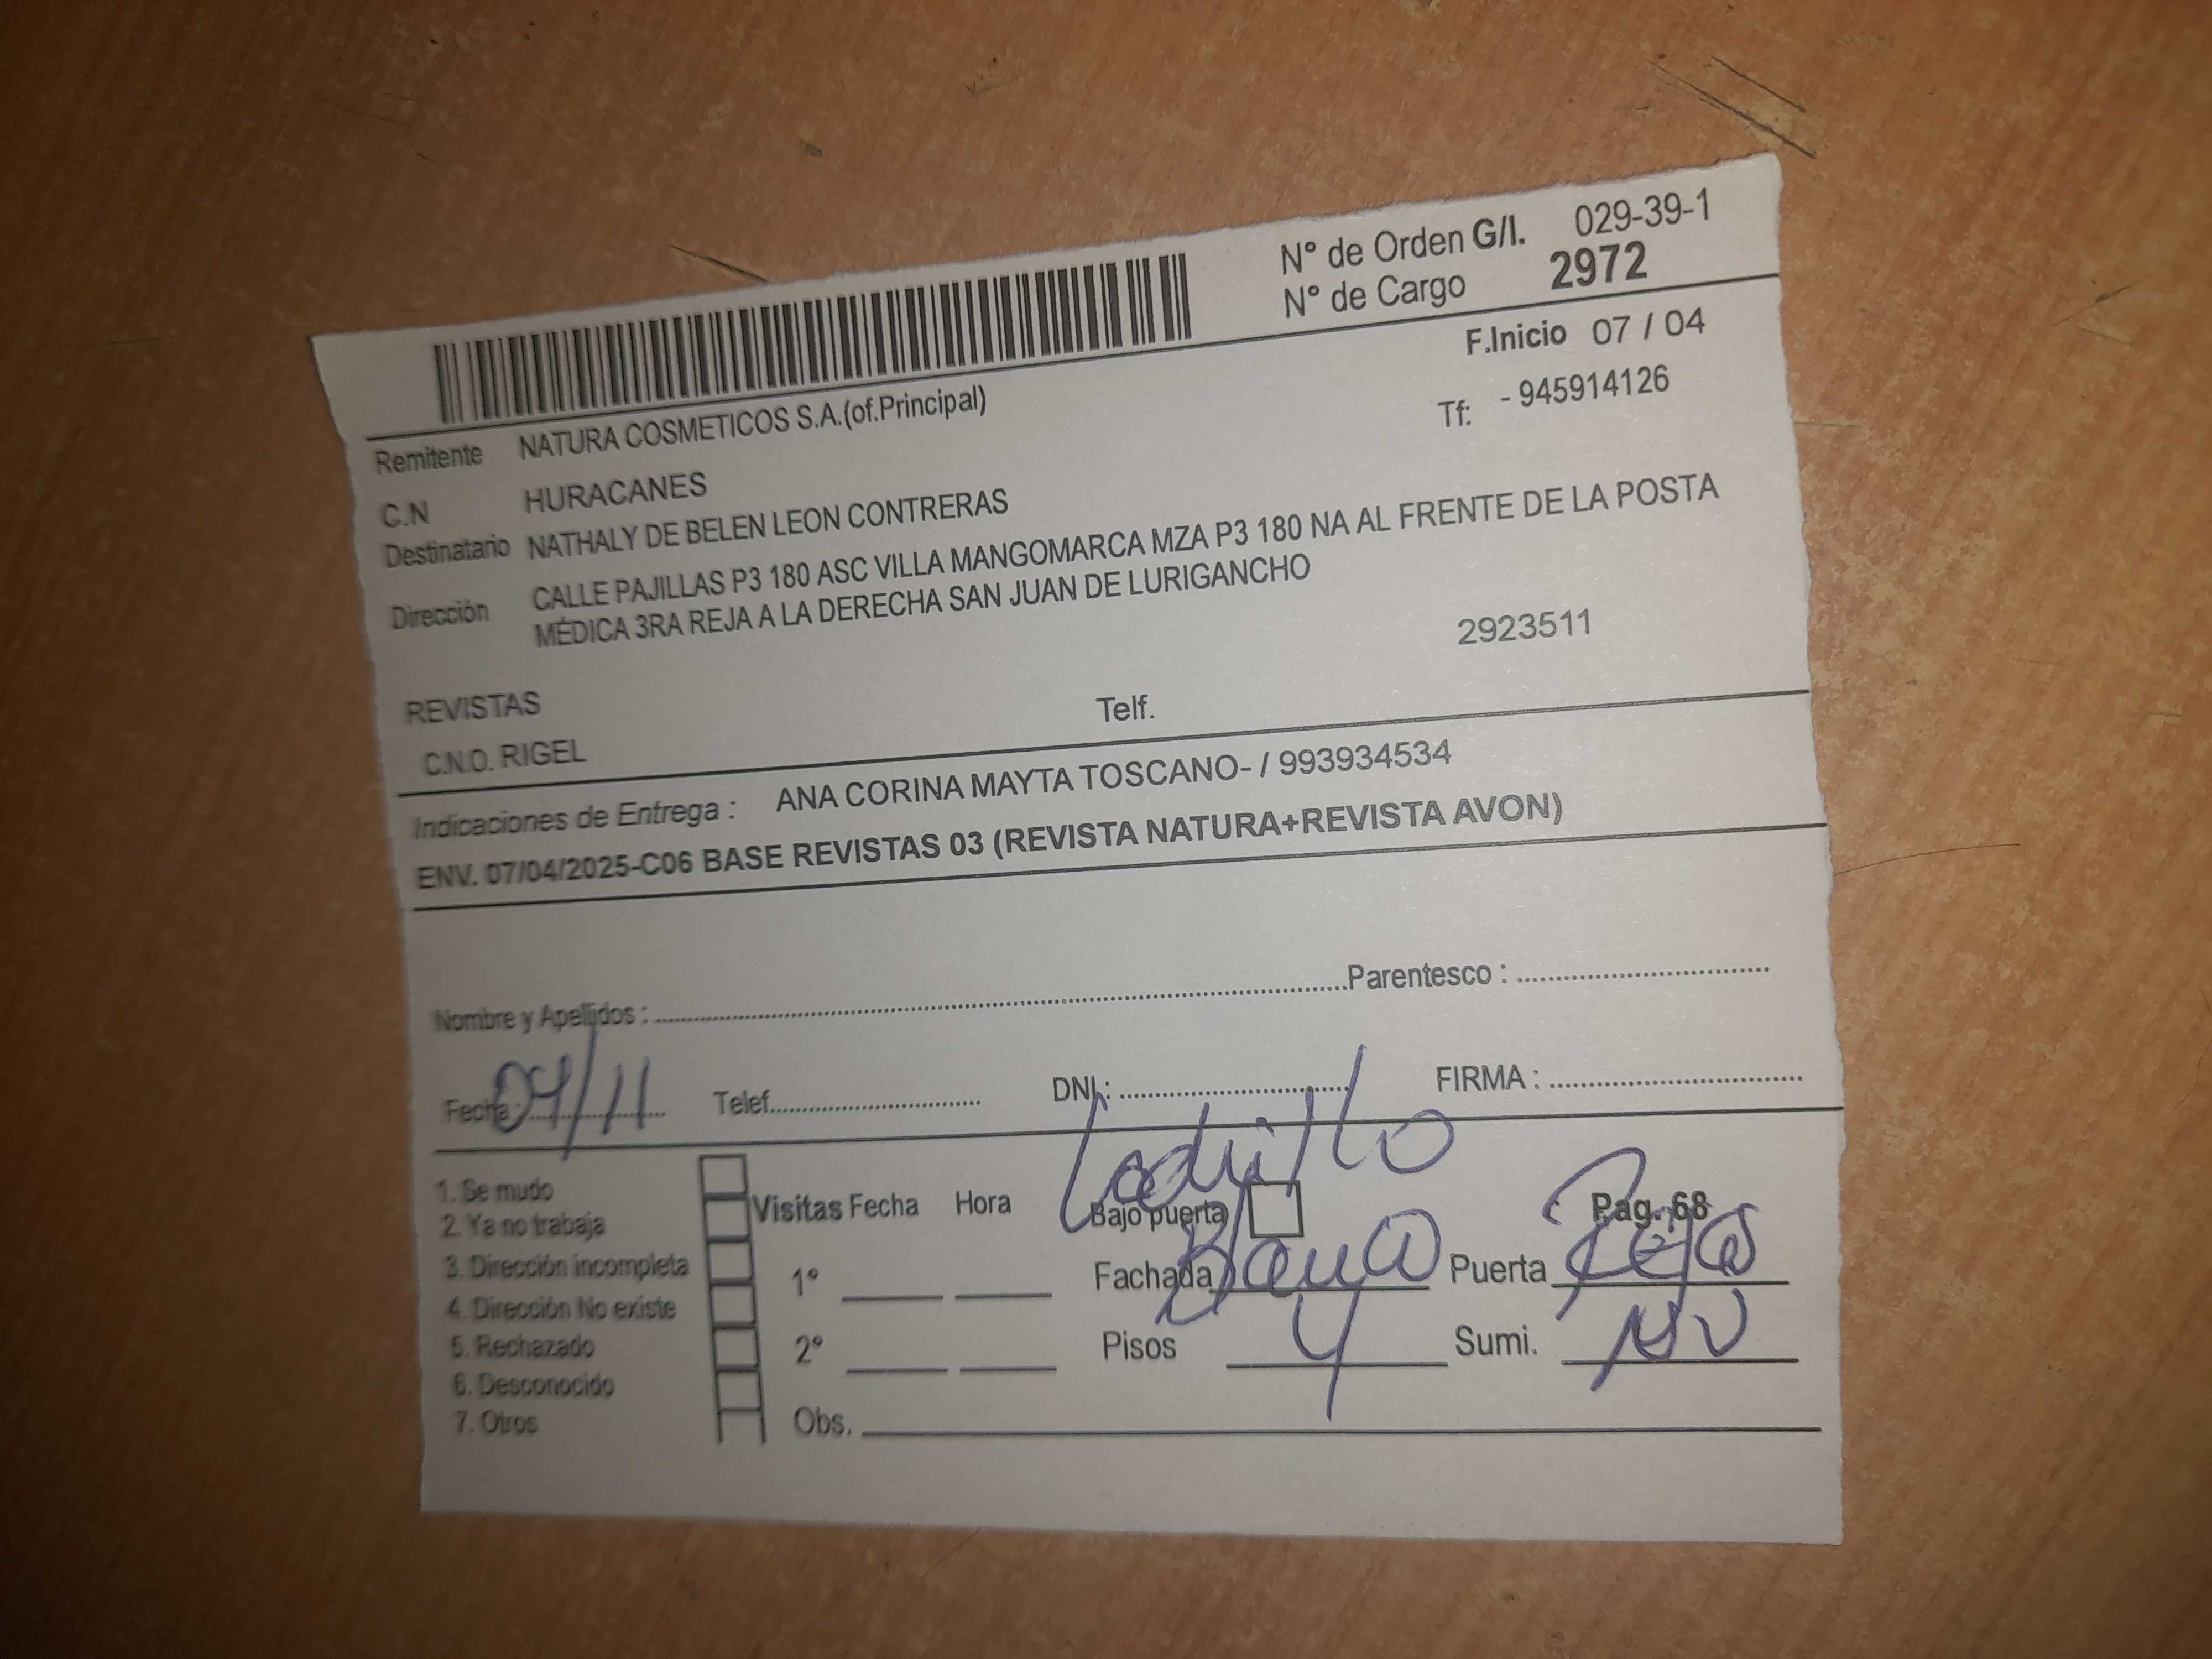 N° de Orden G/I. 029-39-1
N° de Cargo 2972
F.Inicio 07 / 04
Remitente NATURA COSMETICOS S.A.(of.Principal)
Tf: - 945914126
C.N HURACANES
Destinatario NATHALY DE BELEN LEON CONTRERAS
Dirección CALLE PAJILLAS P3 180 ASC VILLA MANGOMARCA MZA P3 180 NA AL FRENTE DE LA POSTA
MÉDICA 3RA REJA A LA DERECHA SAN JUAN DE LURIGANCHO
2923511
REVISTAS Telf.
C.N.O. RIGEL
Indicaciones de Entrega : ANA CORINA MAYTA TOSCANO- / 993934534
ENV. 07/04/2025-C06 BASE REVISTAS 03 (REVISTA NATURA+REVISTA AVON)
Nombre y Apellidos : Parentesco :
Fecha : 04/11 Telef. DNI.: FIRMA :
Ladrillo
1. Se mudo
2. Ya no trabaja
3. Dirección incompleta
4. Dirección No existe
5. Rechazado
6. Desconocido
7. Otros
Visitas Fecha Hora Bajo puerta Pag. 68
1° Fachada Puerta Rejas
2° Pisos 4 Sumi.
Obs.